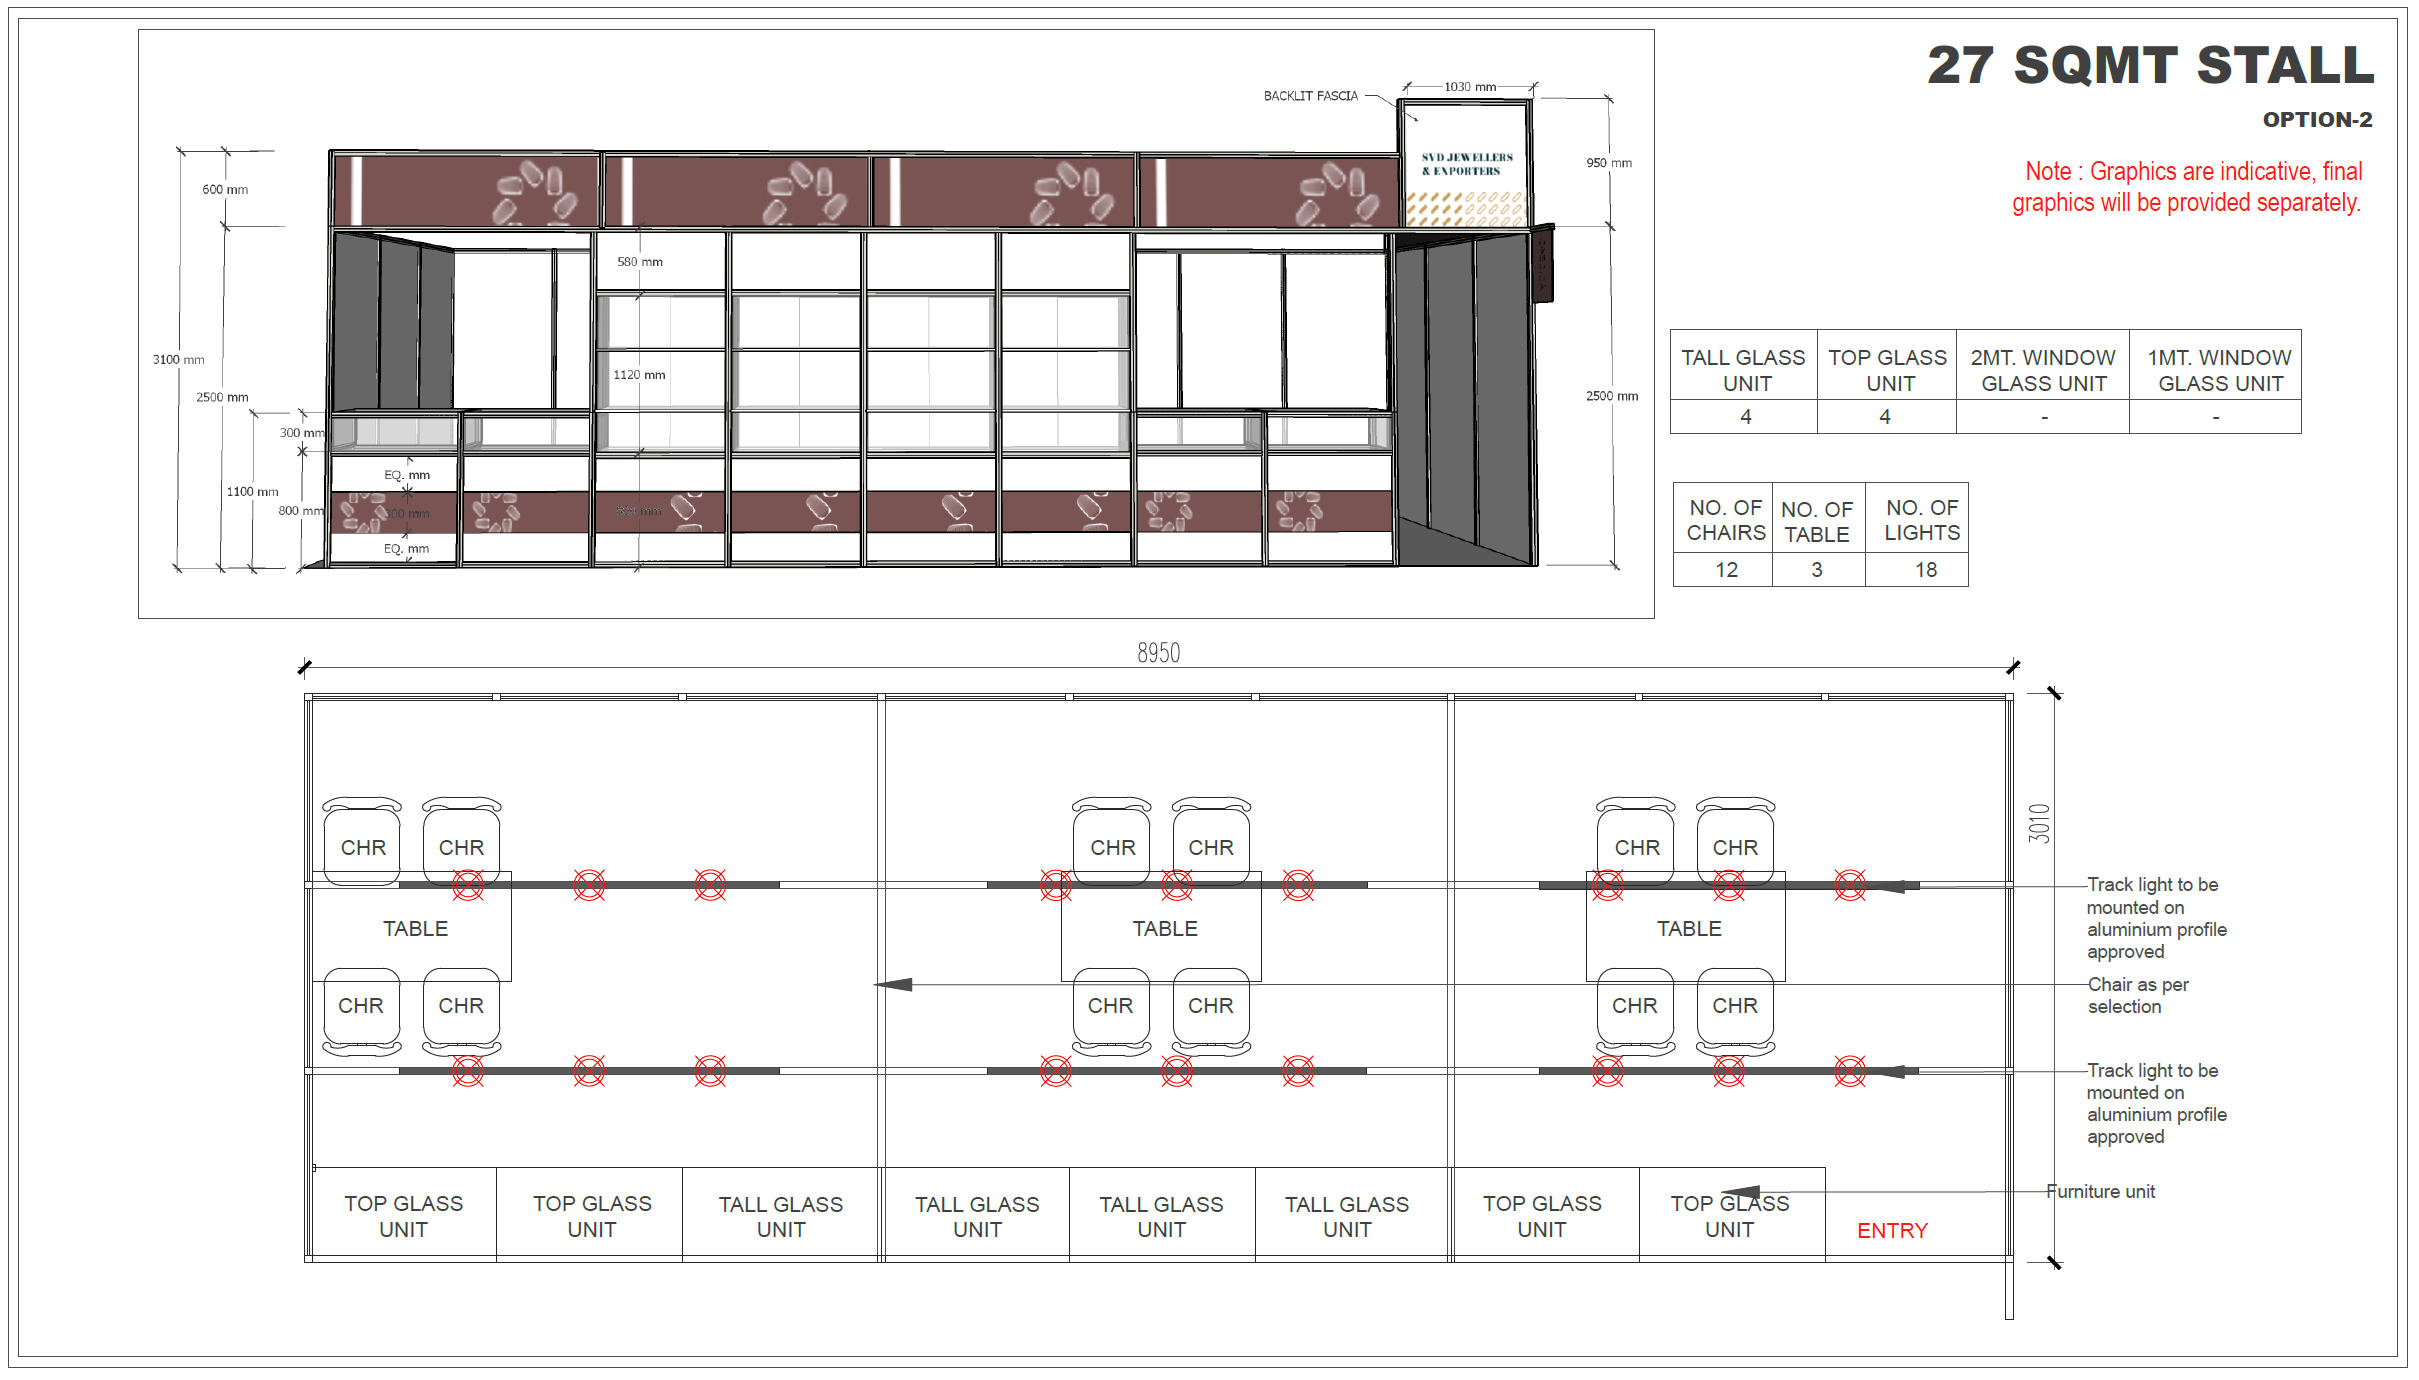 27 SQMT STALL
OPTION-2
Note : Graphics are indicative, final
graphics will be provided separately.
BACKLIT FASCIA
1030 mm
SVD JEWELLERS
& EXPORTERS
950 mm
600 mm
580 mm
3100 mm
1120 mm
2500 mm
2500 mm
300 mm
EQ. mm
1100 mm
800 mm
300 mm
EQ. mm
TALL GLASS
UNIT
TOP GLASS
UNIT
2MT. WINDOW
GLASS UNIT
1MT. WINDOW
GLASS UNIT
4
4
-
-
NO. OF
CHAIRS
NO. OF
TABLE
NO. OF
LIGHTS
12
3
18
8950
3010
CHR
CHR
CHR
CHR
CHR
CHR
TABLE
TABLE
TABLE
CHR
CHR
CHR
CHR
CHR
CHR
Track light to be
mounted on
aluminium profile
approved
Chair as per
selection
Track light to be
mounted on
aluminium profile
approved
Furniture unit
TOP GLASS
UNIT
TOP GLASS
UNIT
TALL GLASS
UNIT
TALL GLASS
UNIT
TALL GLASS
UNIT
TALL GLASS
UNIT
TOP GLASS
UNIT
TOP GLASS
UNIT
ENTRY